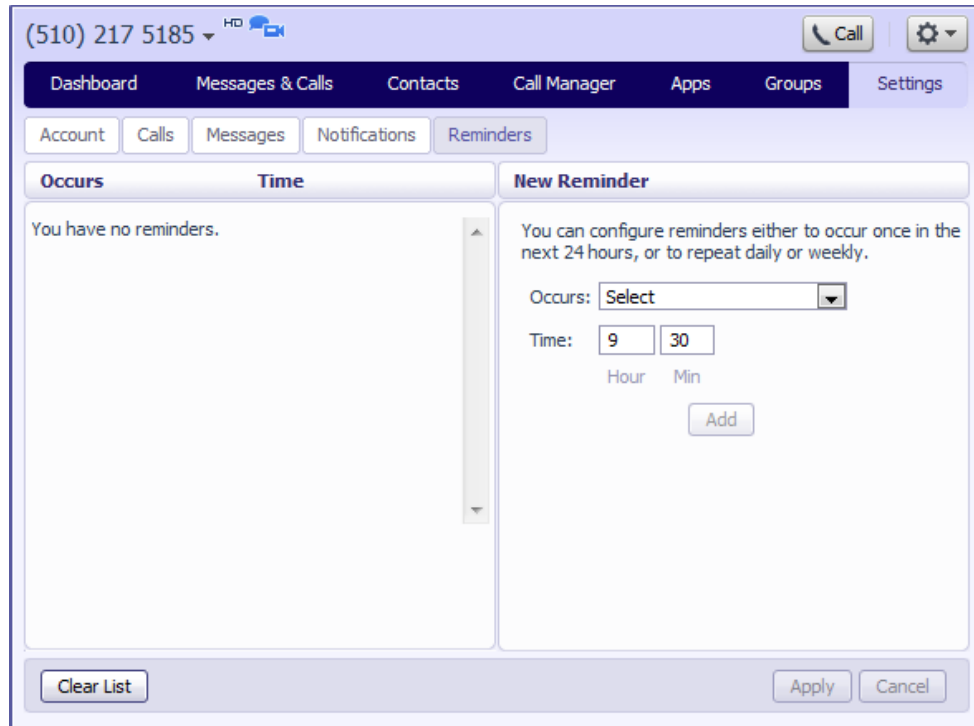 (510) 217 5185 HD
Call
Dashboard Messages & Calls Contacts Call Manager Apps Groups Settings
Account Calls Messages Notifications Reminders
Occurs Time
New Reminder
You have no reminders.
You can configure reminders either to occur once in the
next 24 hours, or to repeat daily or weekly.
Occurs: Select
Time: 9 30
Hour Min
Add
Clear List
Apply Cancel